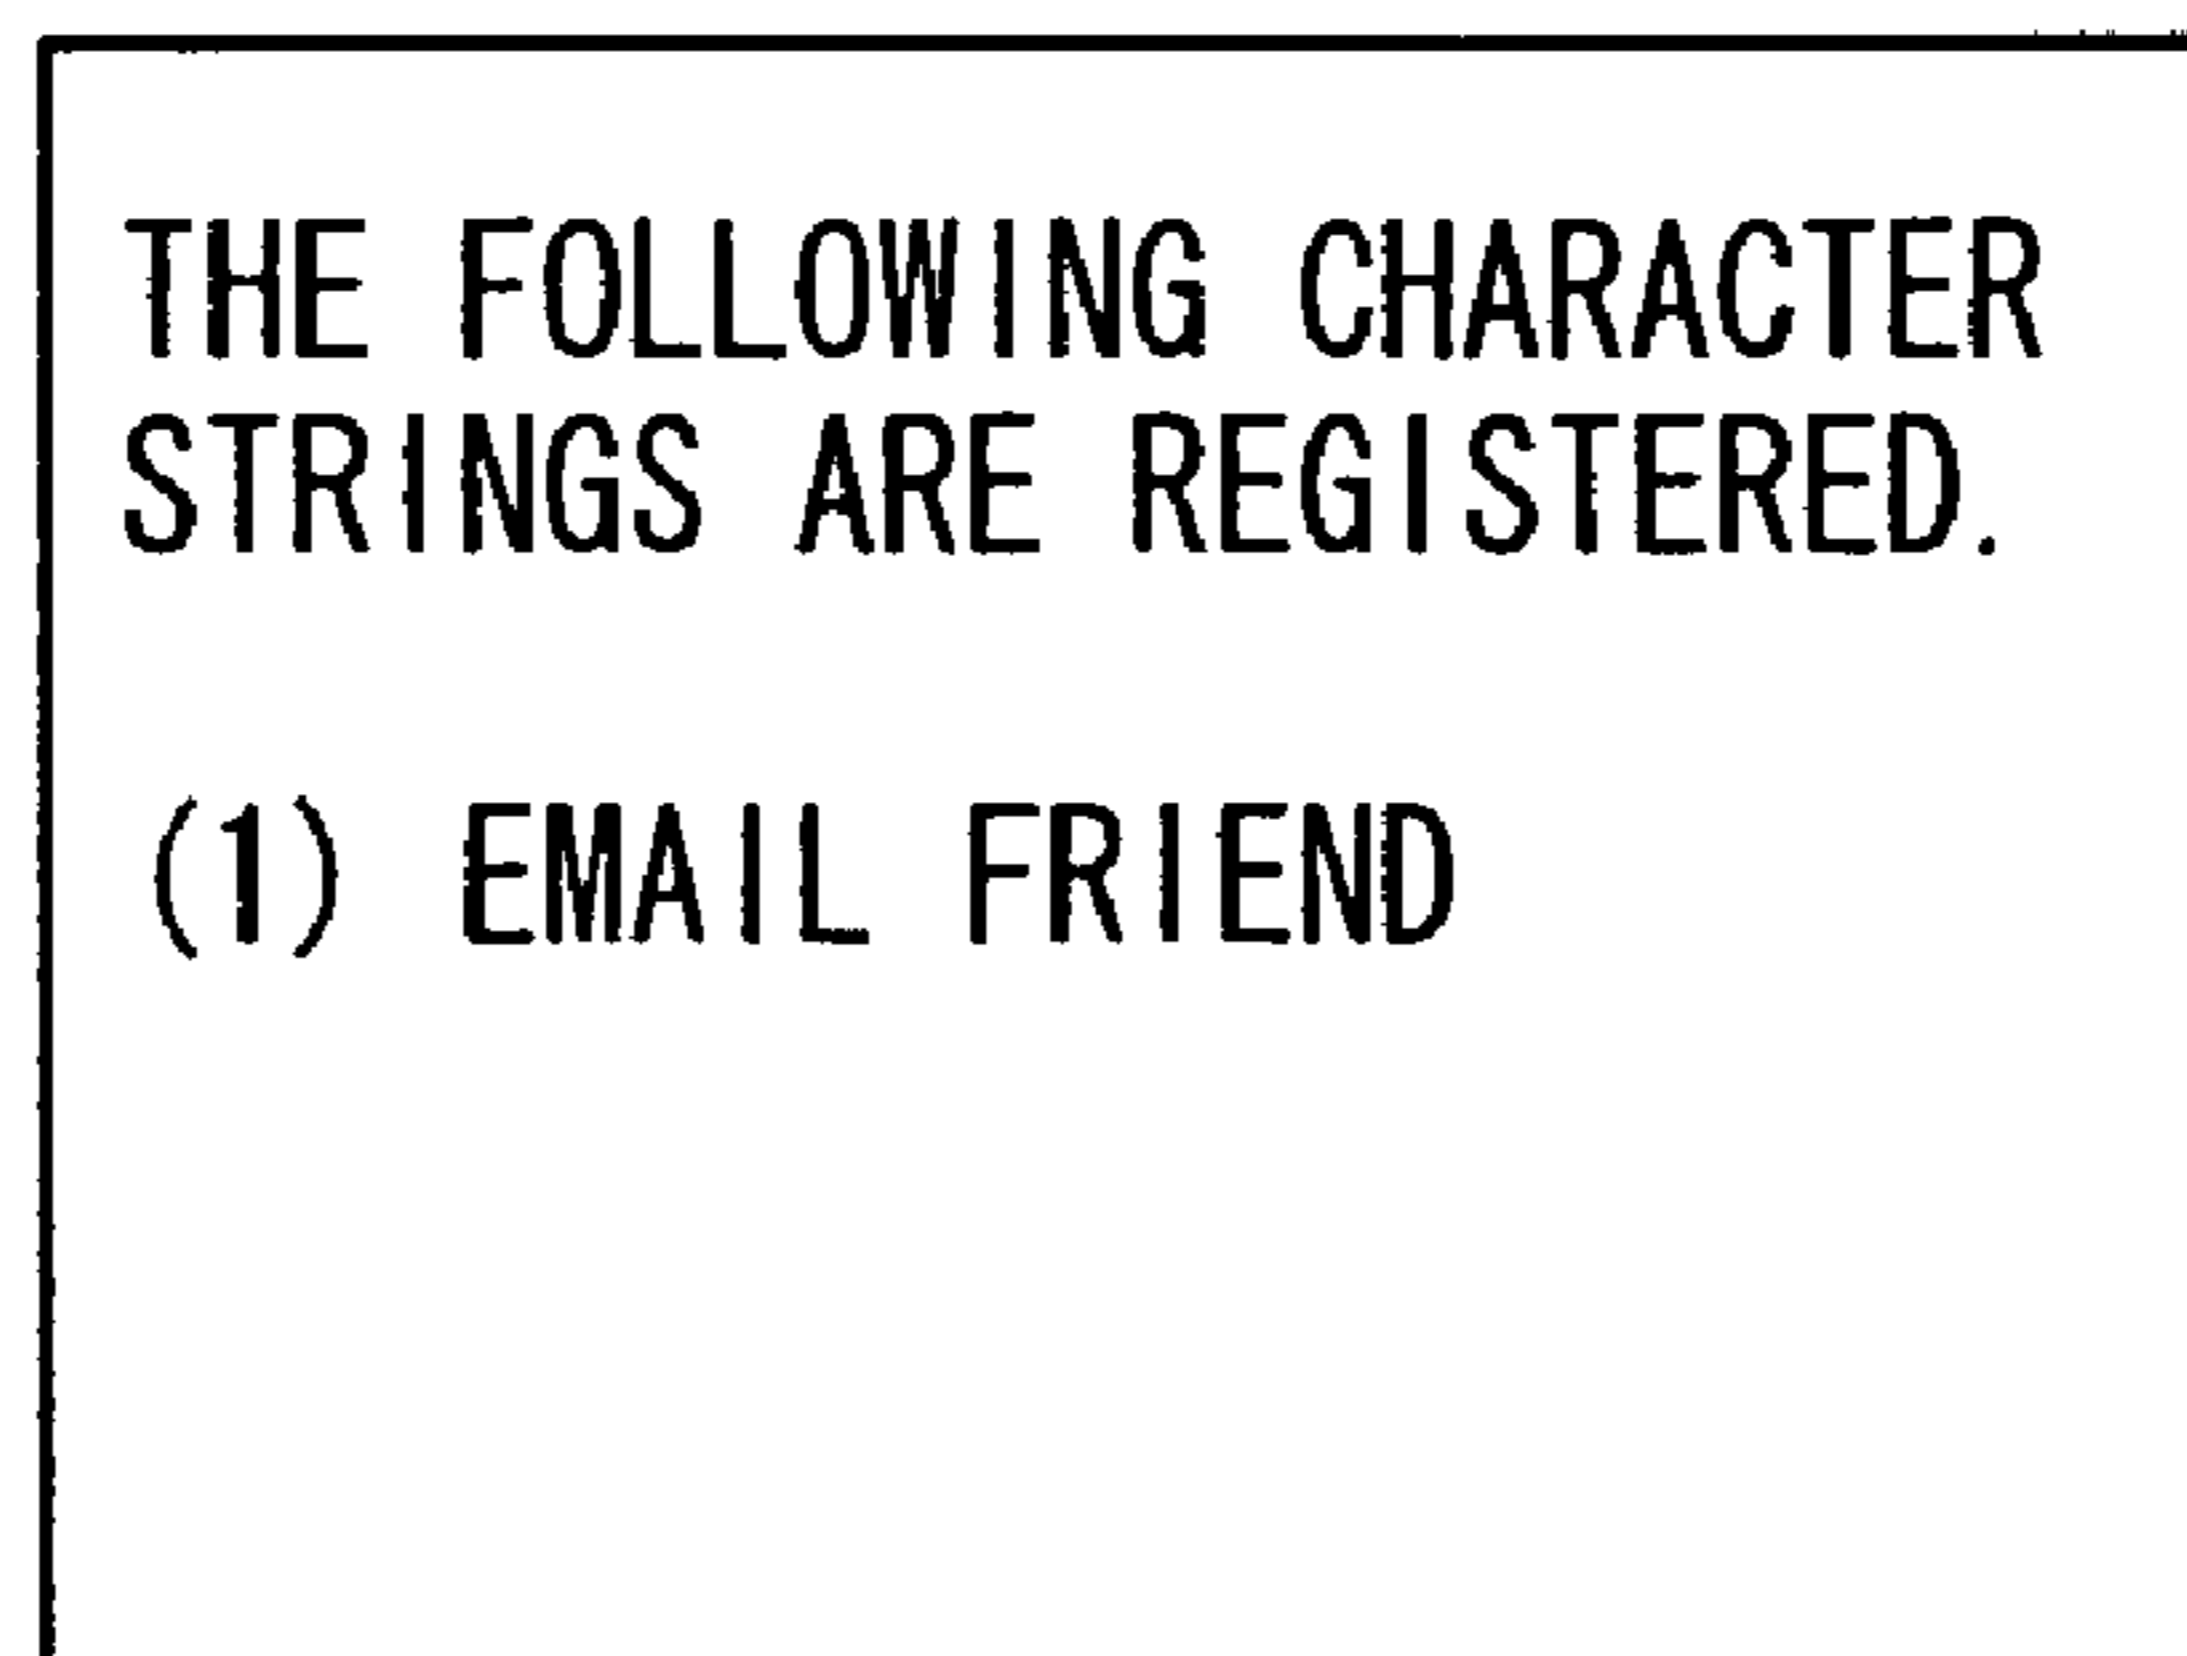 THE FOLLOWING CHARACTER
STRINGS ARE REGISTERED.
(1) EMAIL FRIEND